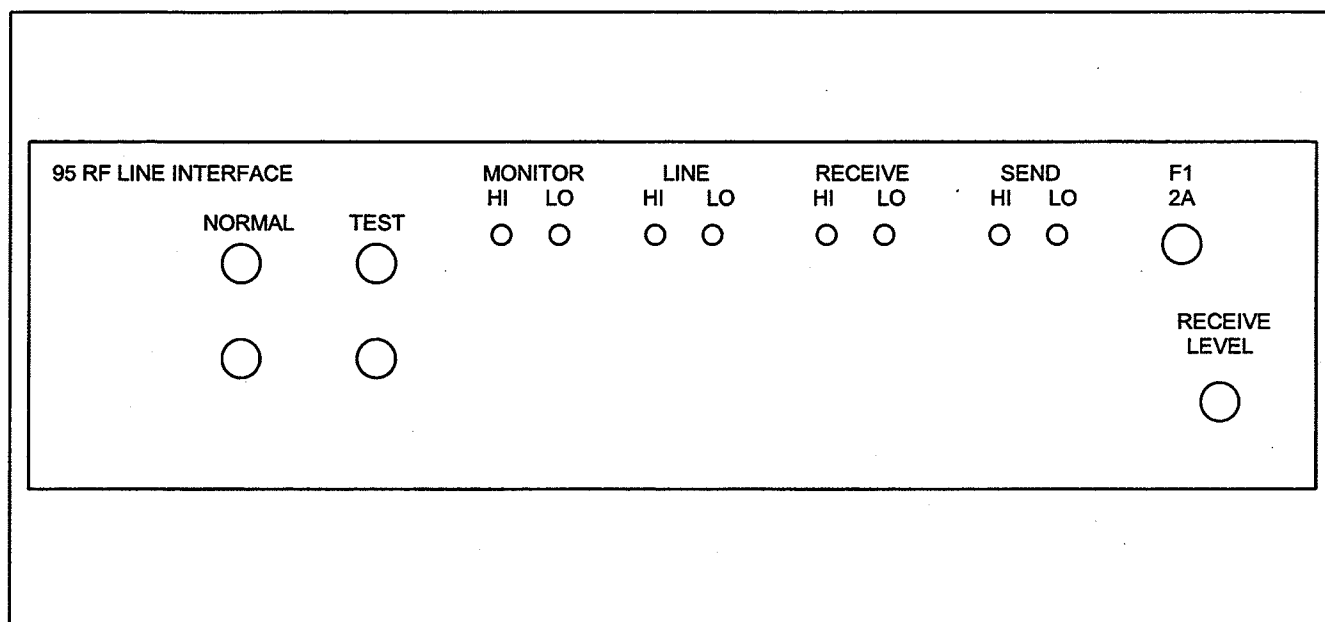 95 RF LINE INTERFACE
NORMAL TEST
MONITOR
HI LO
LINE
HI LO
RECEIVE
HI LO
SEND
HI LO
F1
2A
RECEIVE
LEVEL